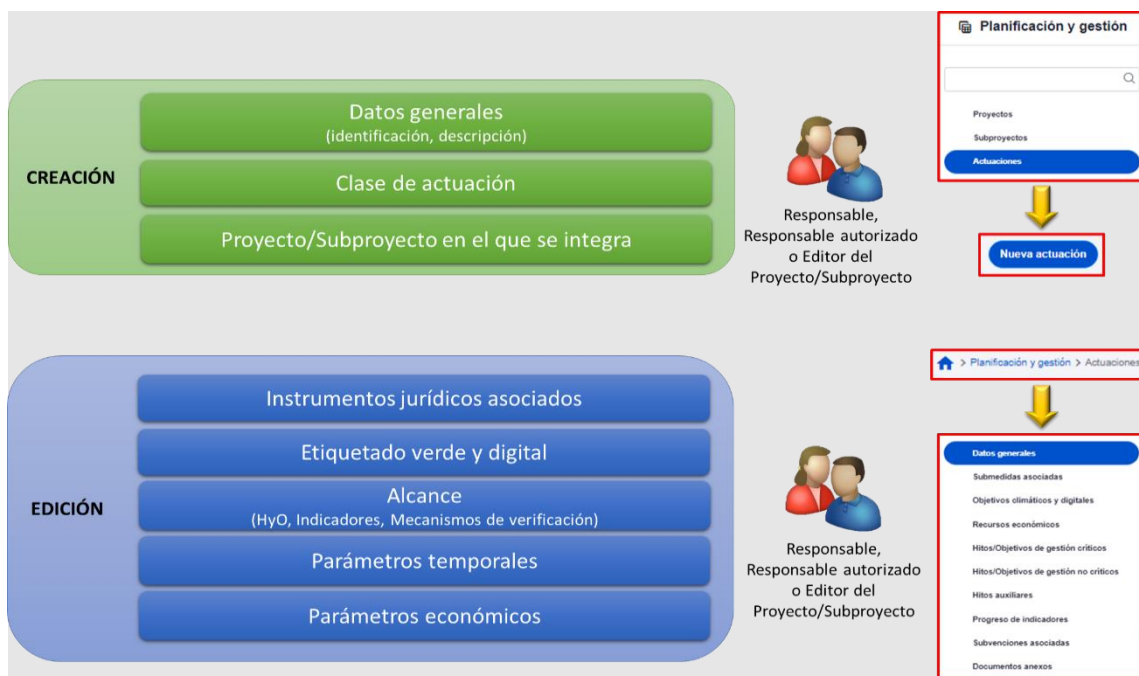 CREACIÓN
Datos generales
(identificación, descripción)
Clase de actuación
Proyecto/Subproyecto en el que se integra
Responsable,
Responsable autorizado
o Editor del
Proyecto/Subproyecto
Planificación y gestión
Proyectos
Subproyectos
Actuaciones
Nueva actuación
EDICIÓN
Instrumentos jurídicos asociados
Etiquetado verde y digital
Alcance
(HyO, Indicadores, Mecanismos de verificación)
Parámetros temporales
Parámetros económicos
Responsable,
Responsable autorizado
o Editor del
Proyecto/Subproyecto
> Planificación y gestión > Actuaciones
Datos generales
Submedidas asociadas
Objetivos climáticos y digitales
Recursos económicos
Hitos/Objetivos de gestión críticos
Hitos/Objetivos de gestión no críticos
Hitos auxiliares
Progreso de indicadores
Subvenciones asociadas
Documentos anexos